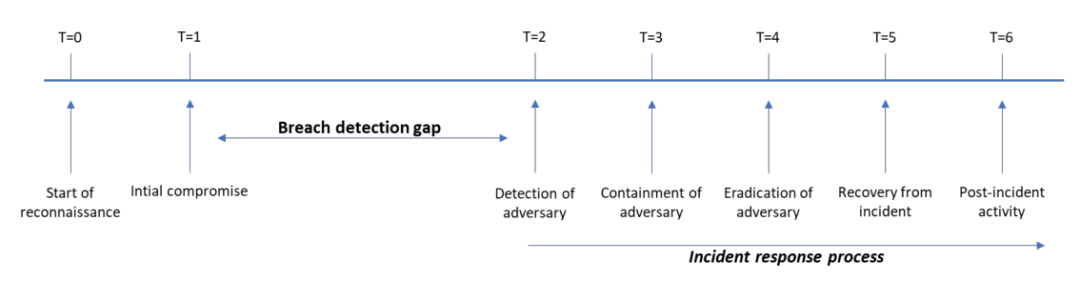 T=0
T=1
T=2
T=3
T=4
T=5
T=6
Breach detection gap
Start of
reconnaissance
Intial compromise
Detection of
adversary
Containment of
adversary
Eradication of
adversary
Recovery from
incident
Post-incident
activity
Incident response process